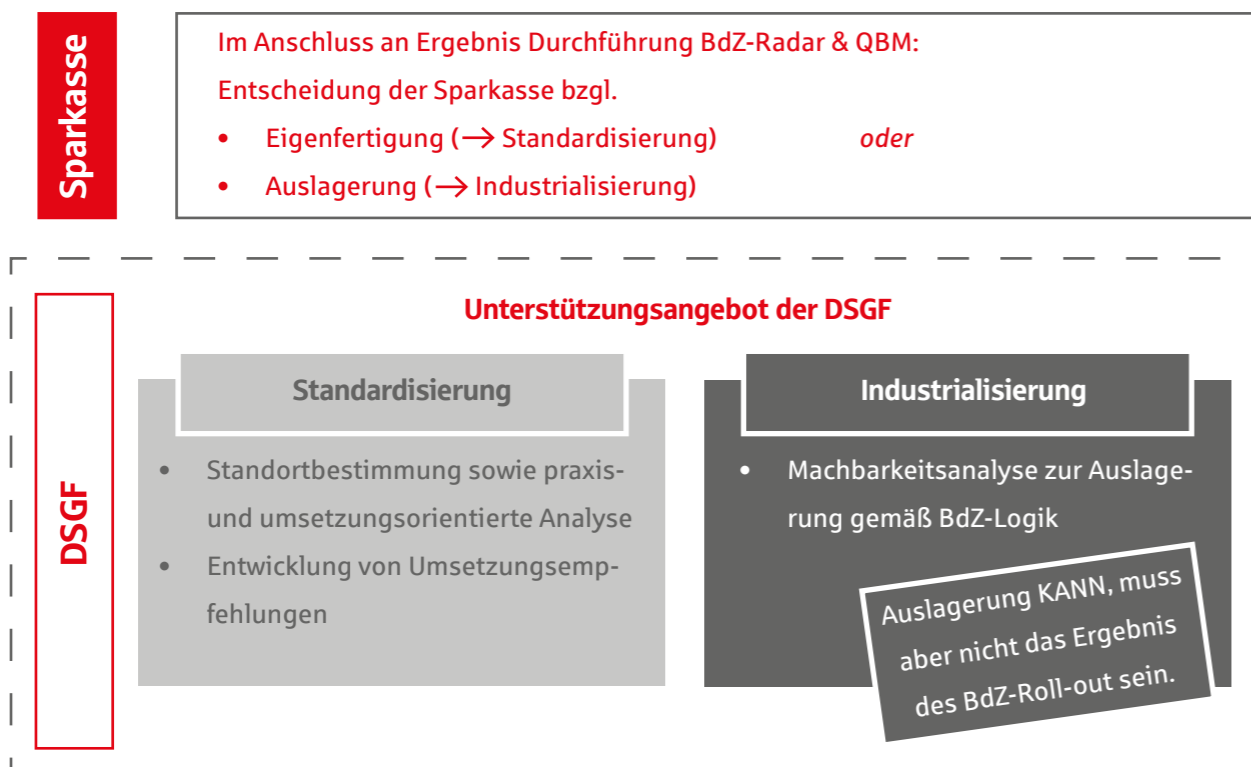 Sparkasse
Im Anschluss an Ergebnis Durchführung BdZ-Radar & QBM:
Entscheidung der Sparkasse bzgl.
• Eigenfertigung (→ Standardisierung) oder
• Auslagerung (→ Industrialisierung)
DSGF
Unterstützungsangebot der DSGF
Standardisierung
• Standortbestimmung sowie praxis-
und umsetzungsorientierte Analyse
• Entwicklung von Umsetzungsemp-
fehlungen
Industrialisierung
• Machbarkeitsanalyse zur Auslage-
rung gemäß BdZ-Logik
Auslagerung KANN, muss
aber nicht das Ergebnis
des BdZ-Roll-out sein.